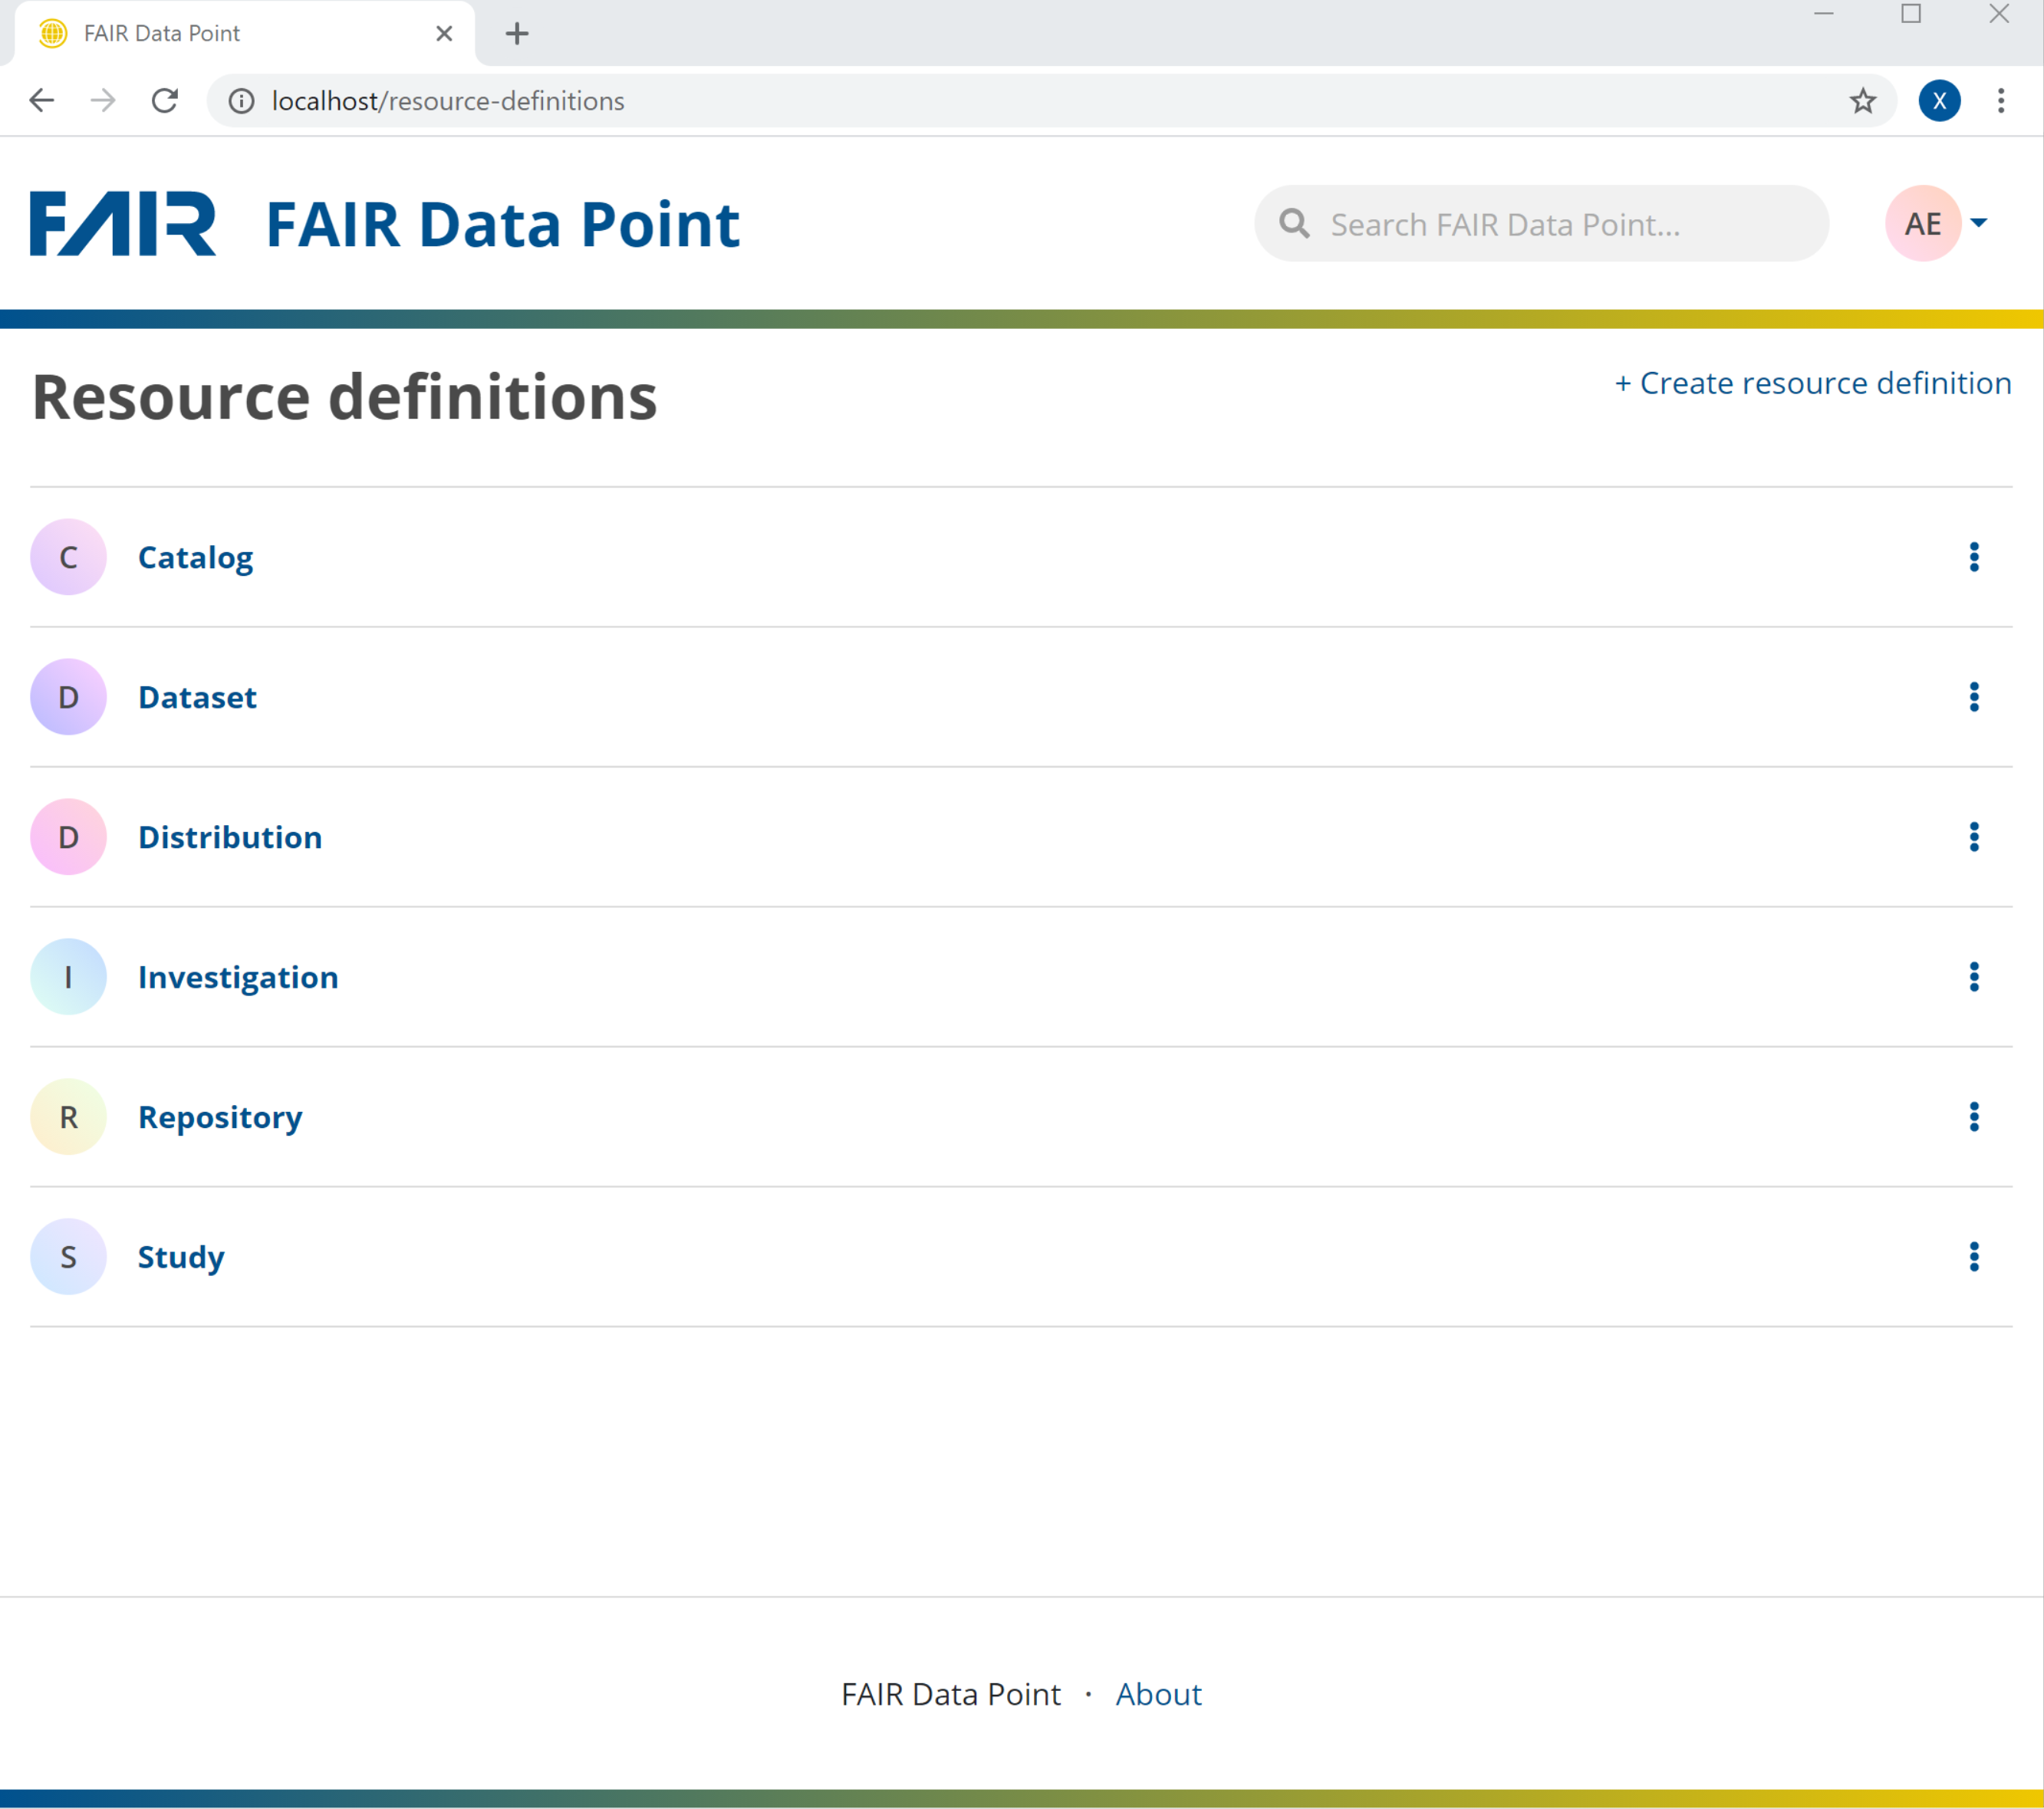 FAIR Data Point
localhost/resource-definitions
X
FAIR FAIR Data Point
Search FAIR Data Point...
AE
Resource definitions
+ Create resource definition
C Catalog
D Dataset
D Distribution
I Investigation
R Repository
S Study
FAIR Data Point · About